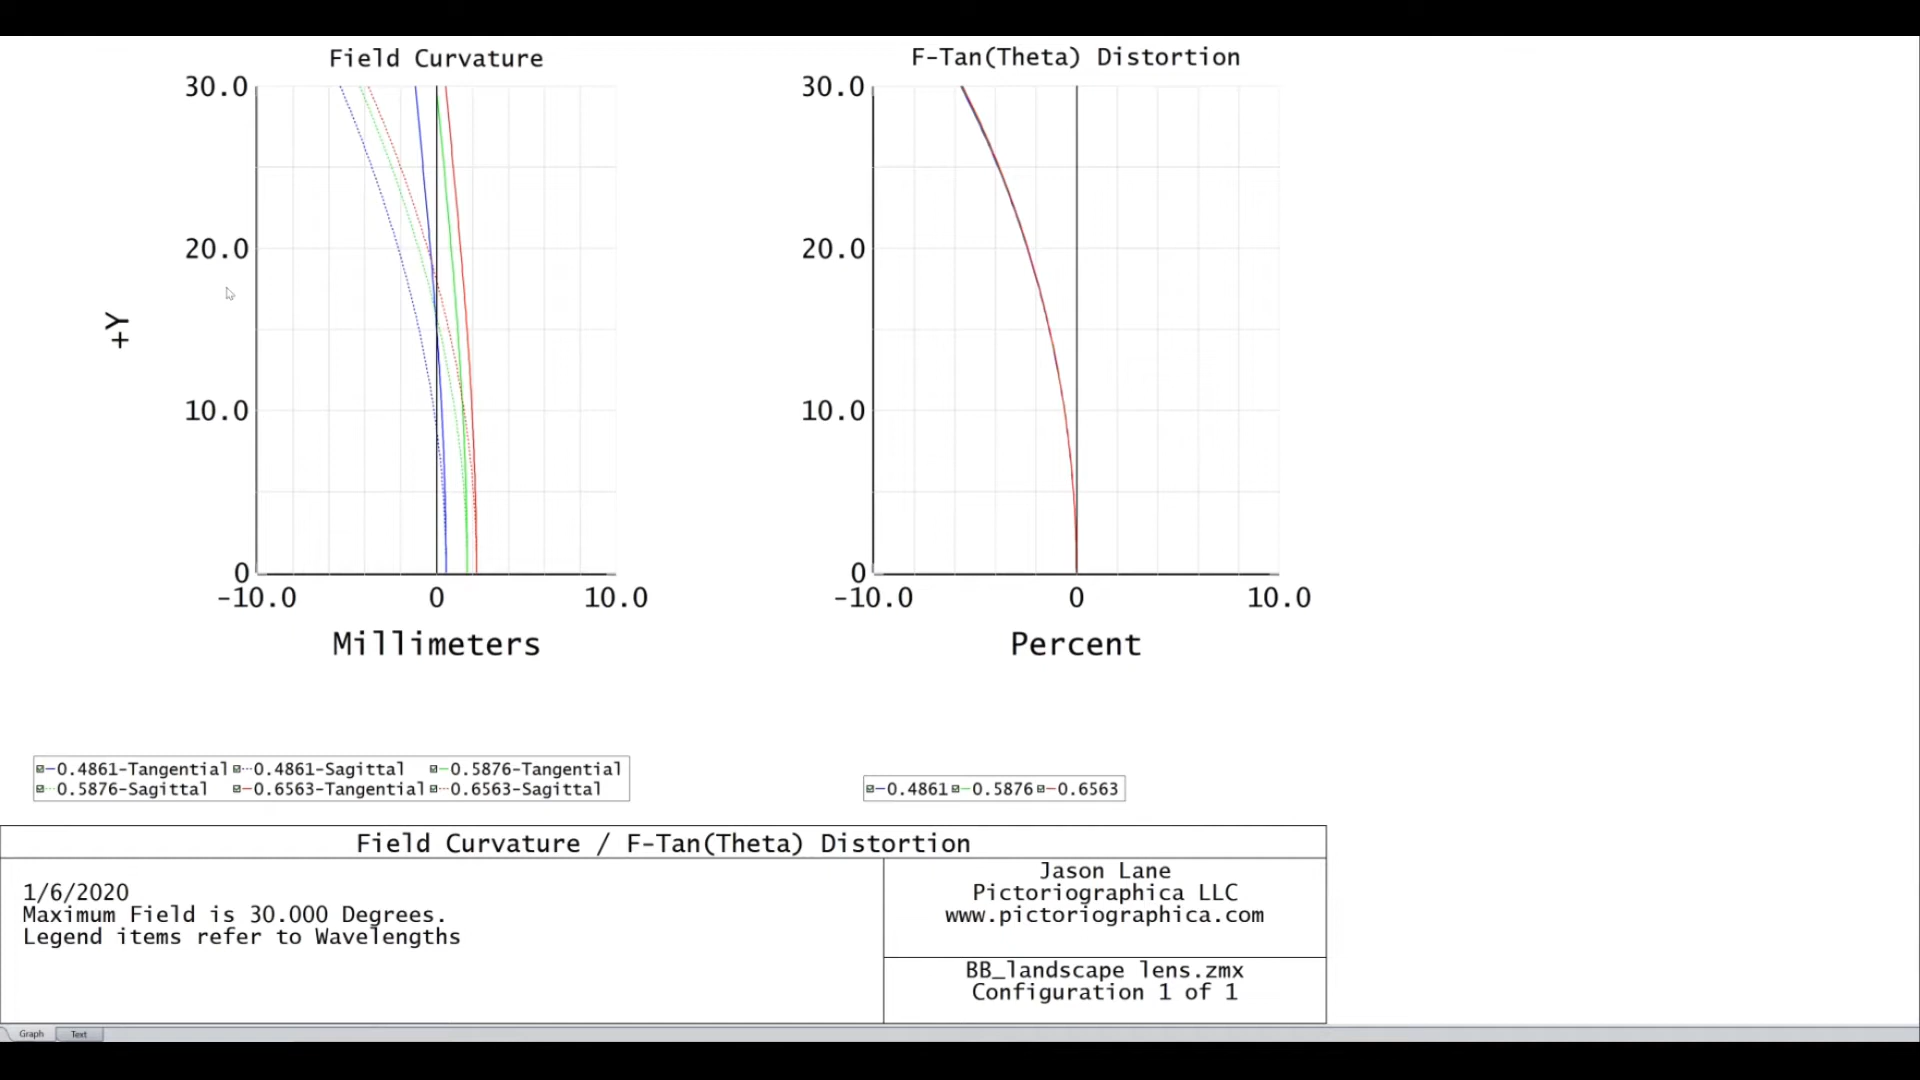 Field Curvature
30.0
20.0
10.0
0
+Y
-10.0 0 10.0
Millimeters
0.4861-Tangential 0.4861-Sagittal 0.5876-Tangential
0.5876-Sagittal 0.6563-Tangential 0.6563-Sagittal
F-Tan(Theta) Distortion
30.0
20.0
10.0
0
-10.0 0 10.0
Percent
0.4861 0.5876 0.6563
Field Curvature / F-Tan(Theta) Distortion
1/6/2020
Maximum Field is 30.000 Degrees.
Legend items refer to Wavelengths
Jason Lane
Pictoriographica LLC
www.pictoriographica.com
BB_landscape lens.zmx
Configuration 1 of 1
Graph Text